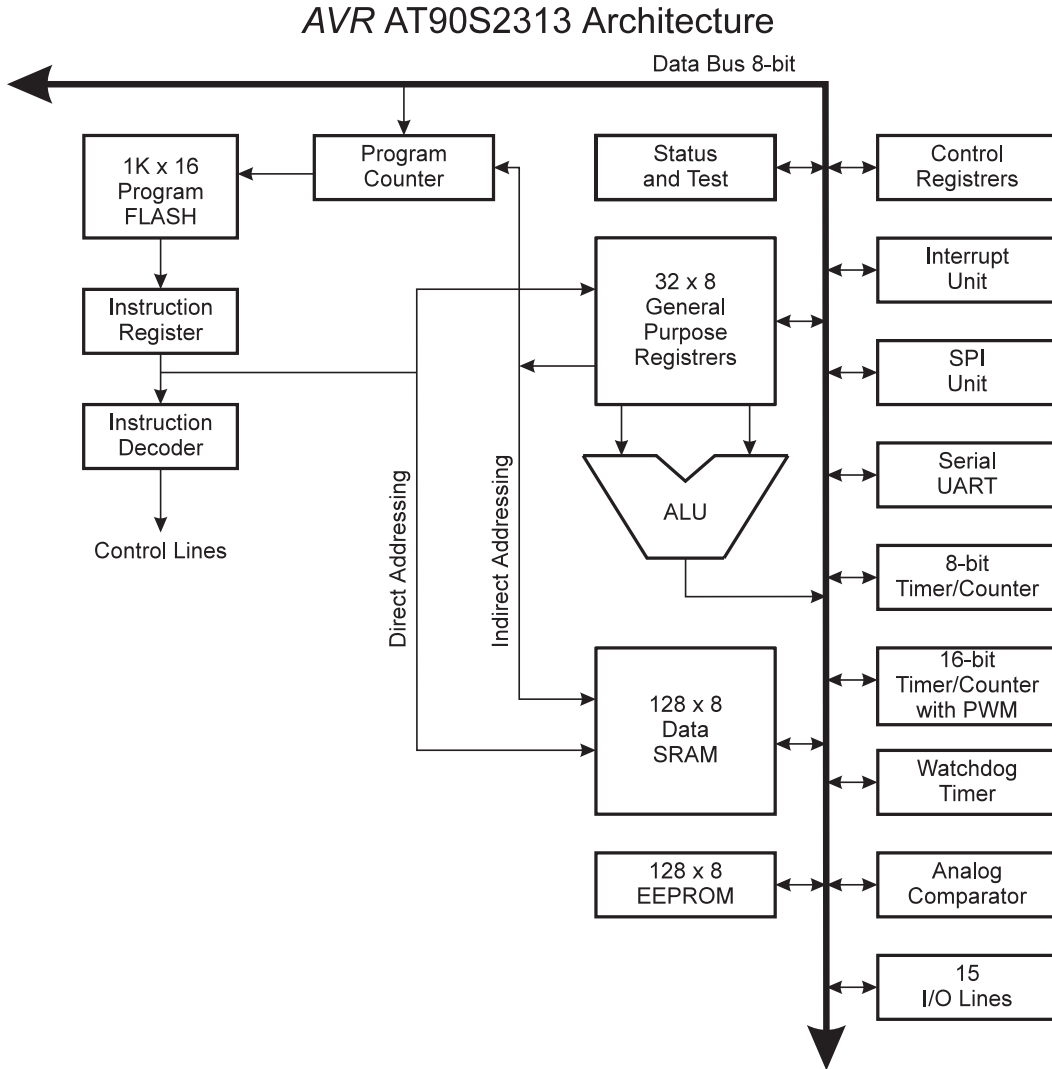 AVR AT90S2313 Architecture
Data Bus 8-bit
1K x 16
Program
FLASH
Program
Counter
Status
and Test
Control
Registrers
Instruction
Register
32 x 8
General
Purpose
Registrers
Interrupt
Unit
SPI
Unit
Instruction
Decoder
Control Lines
Direct Addressing
Indirect Addressing
ALU
Serial
UART
8-bit
Timer/Counter
16-bit
Timer/Counter
with PWM
128 x 8
Data
SRAM
Watchdog
Timer
128 x 8
EEPROM
Analog
Comparator
15
I/O Lines